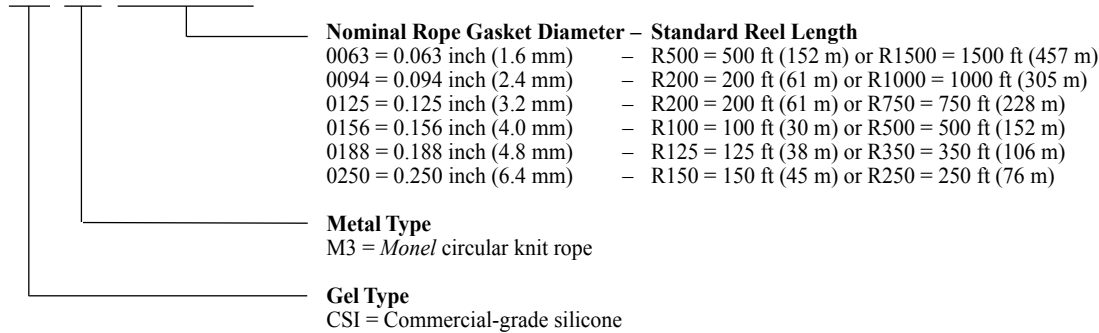 Nominal Rope Gasket Diameter – Standard Reel Length
0063 = 0.063 inch (1.6 mm) – R500 = 500 ft (152 m) or R1500 = 1500 ft (457 m)
0094 = 0.094 inch (2.4 mm) – R200 = 200 ft (61 m) or R1000 = 1000 ft (305 m)
0125 = 0.125 inch (3.2 mm) – R200 = 200 ft (61 m) or R750 = 750 ft (228 m)
0156 = 0.156 inch (4.0 mm) – R100 = 100 ft (30 m) or R500 = 500 ft (152 m)
0188 = 0.188 inch (4.8 mm) – R125 = 125 ft (38 m) or R350 = 350 ft (106 m)
0250 = 0.250 inch (6.4 mm) – R150 = 150 ft (45 m) or R250 = 250 ft (76 m)
Metal Type
M3 = Monel circular knit rope
Gel Type
CSI = Commercial-grade silicone